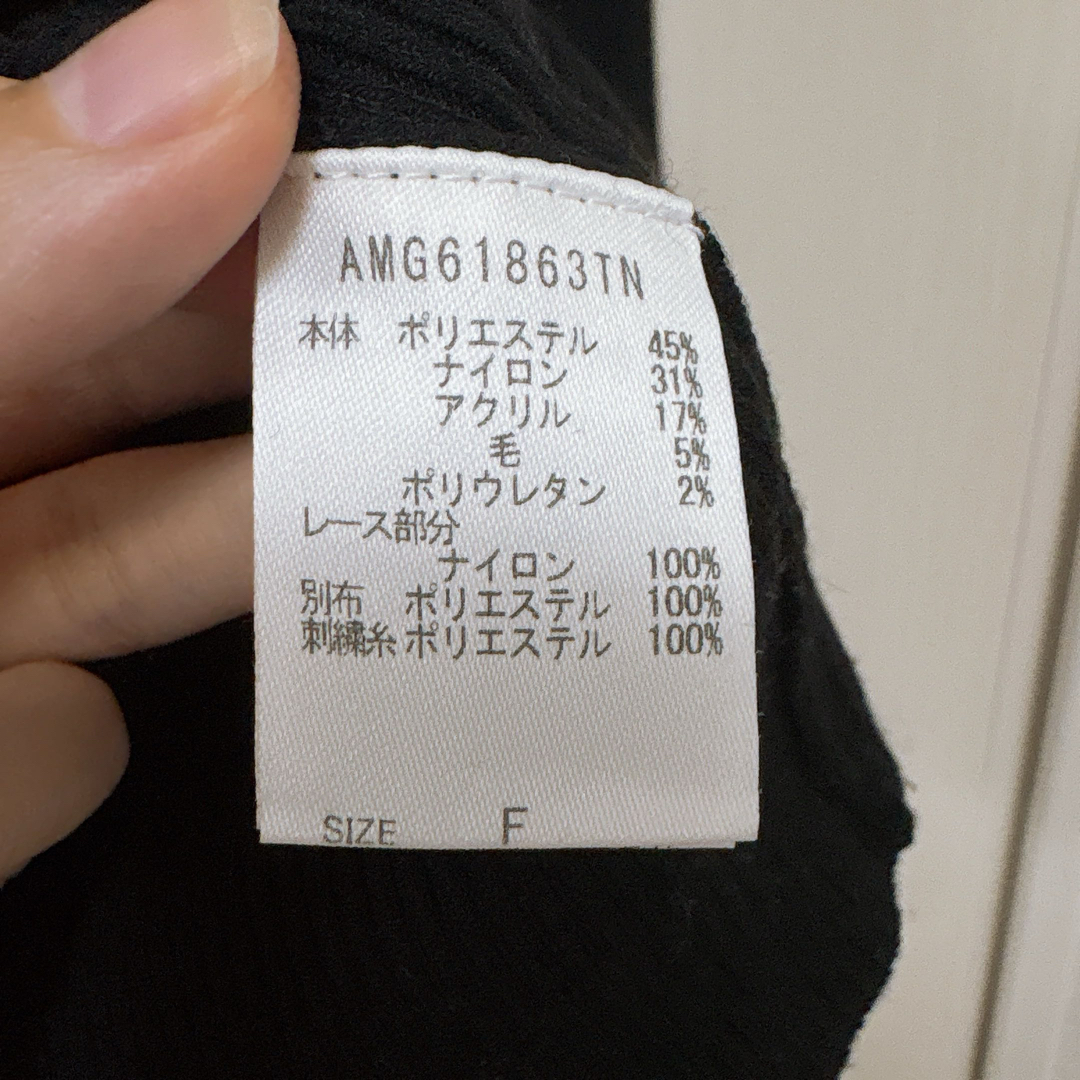 AMG61863TN
本体 ポリエステル 45%
ナイロン 31%
アクリル 17%
毛 5%
ポリウレタン 2%
レース部分
ナイロン 100%
別布 ポリエステル 100%
刺繍糸 ポリエステル 100%
SIZE F